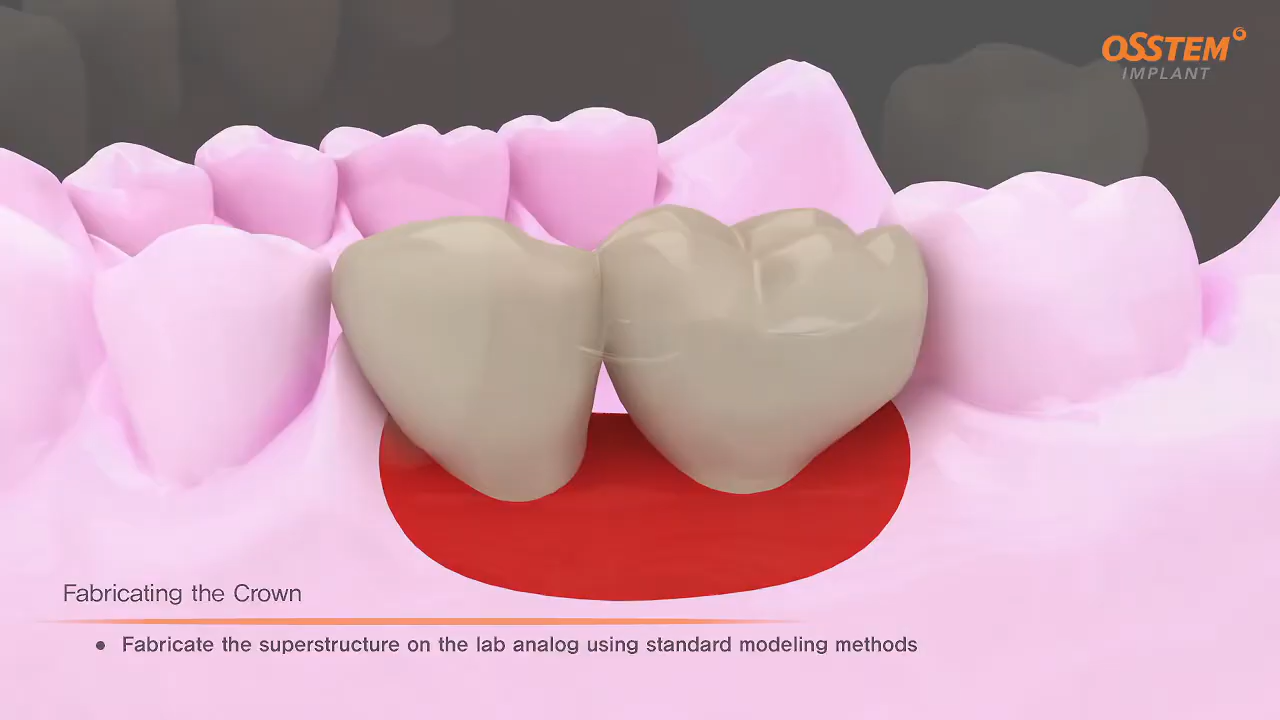 OSSTEM
IMPLANT
Fabricating the Crown
• Fabricate the superstructure on the lab analog using standard modeling methods